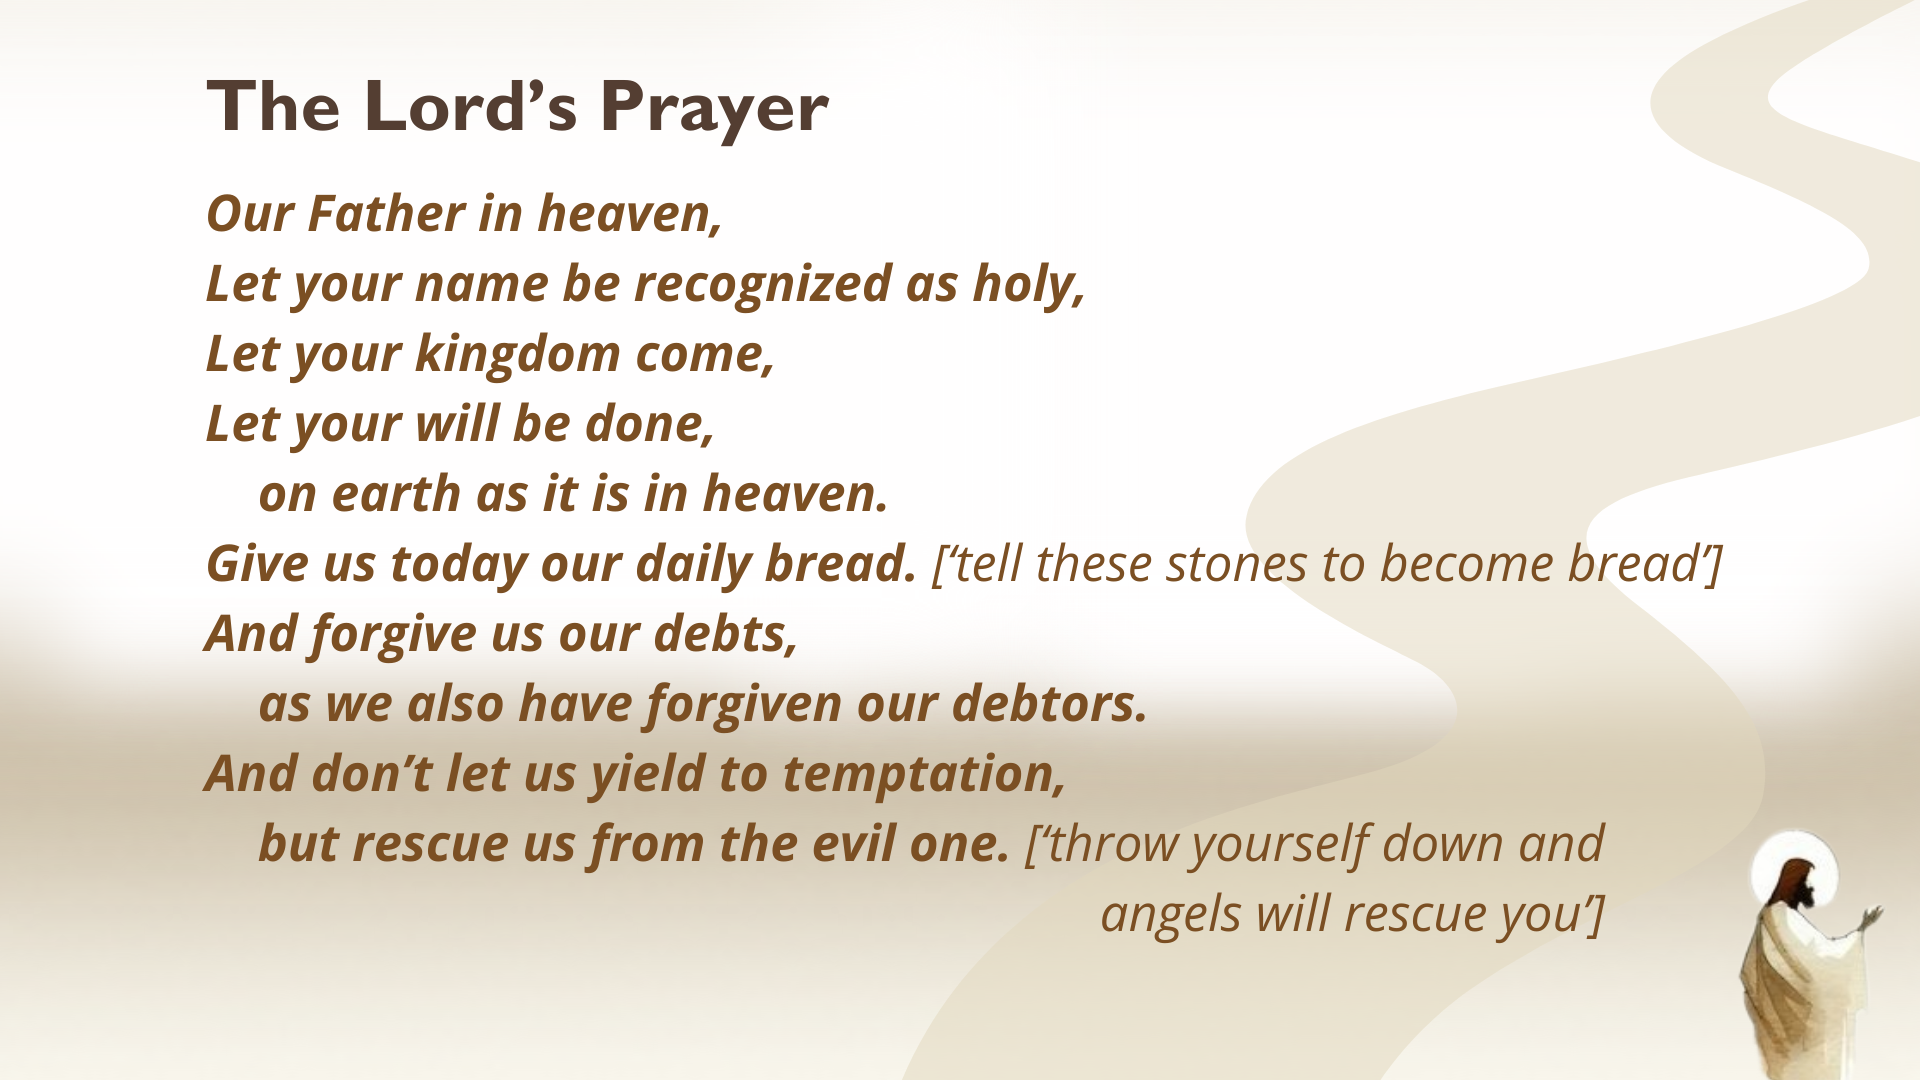 The Lord’s Prayer
Our Father in heaven,
Let your name be recognized as holy,
Let your kingdom come,
Let your will be done,
on earth as it is in heaven.
Give us today our daily bread. [‘tell these stones to become bread’]
And forgive us our debts,
as we also have forgiven our debtors.
And don’t let us yield to temptation,
but rescue us from the evil one. [‘throw yourself down and
angels will rescue you’]